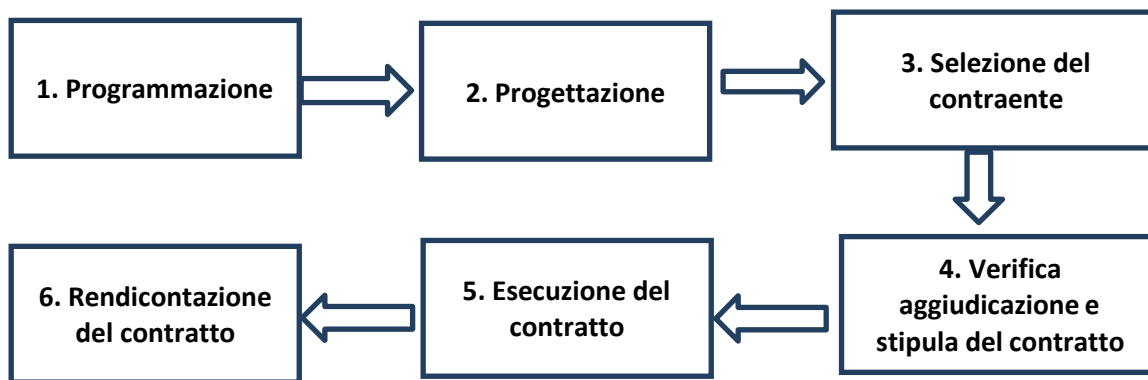 1. Programmazione
2. Progettazione
3. Selezione del
contraente
4. Verifica
aggiudicazione e
stipula del contratto
5. Esecuzione del
contratto
6. Rendicontazione
del contratto